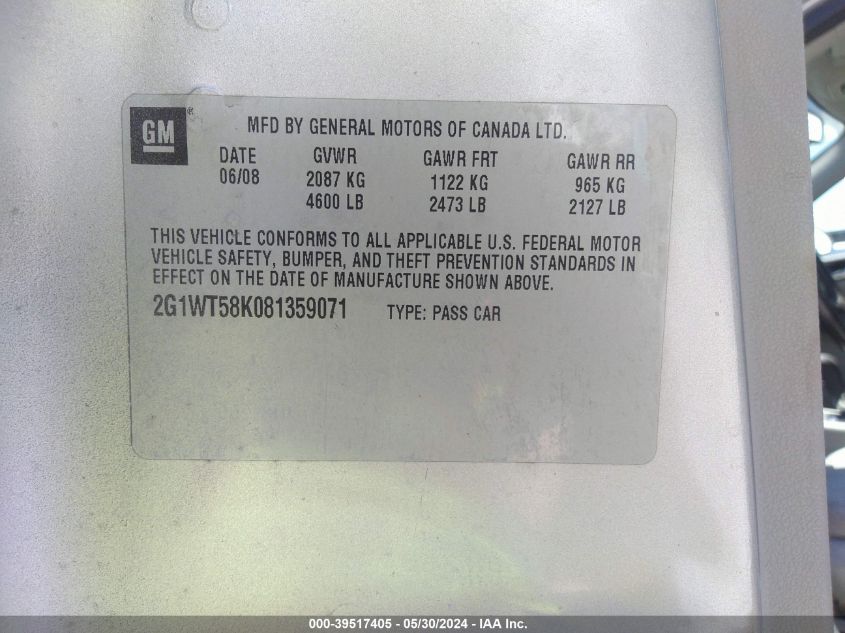 GM ®
MFD BY GENERAL MOTORS OF CANADA LTD.
DATE GVWR GAWR FRT GAWR RR
06/08 2087 KG 1122 KG 965 KG
4600 LB 2473 LB 2127 LB
THIS VEHICLE CONFORMS TO ALL APPLICABLE U.S. FEDERAL MOTOR
VEHICLE SAFETY, BUMPER, AND THEFT PREVENTION STANDARDS IN
EFFECT ON THE DATE OF MANUFACTURE SHOWN ABOVE.
2G1WT58K081359071 TYPE: PASS CAR
000-39517405 - 05/30/2024 - IAA Inc.